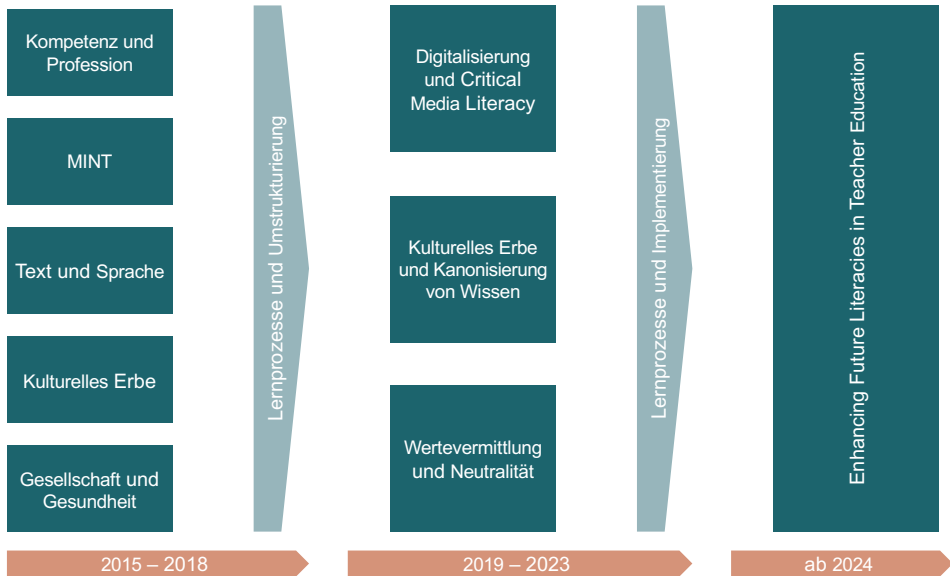 Kompetenz und
Profession
MINT
Text und Sprache
Kulturelles Erbe
Gesellschaft und
Gesundheit
Lernprozesse und Umstrukturierung
Digitalisierung
und Critical
Media Literacy
Kulturelles Erbe
und Kanonisierung
von Wissen
Wertevermittlung
und Neutralität
Lernprozesse und Implementierung
Enhancing Future Literacies in Teacher Education
2015 – 2018
2019 – 2023
ab 2024